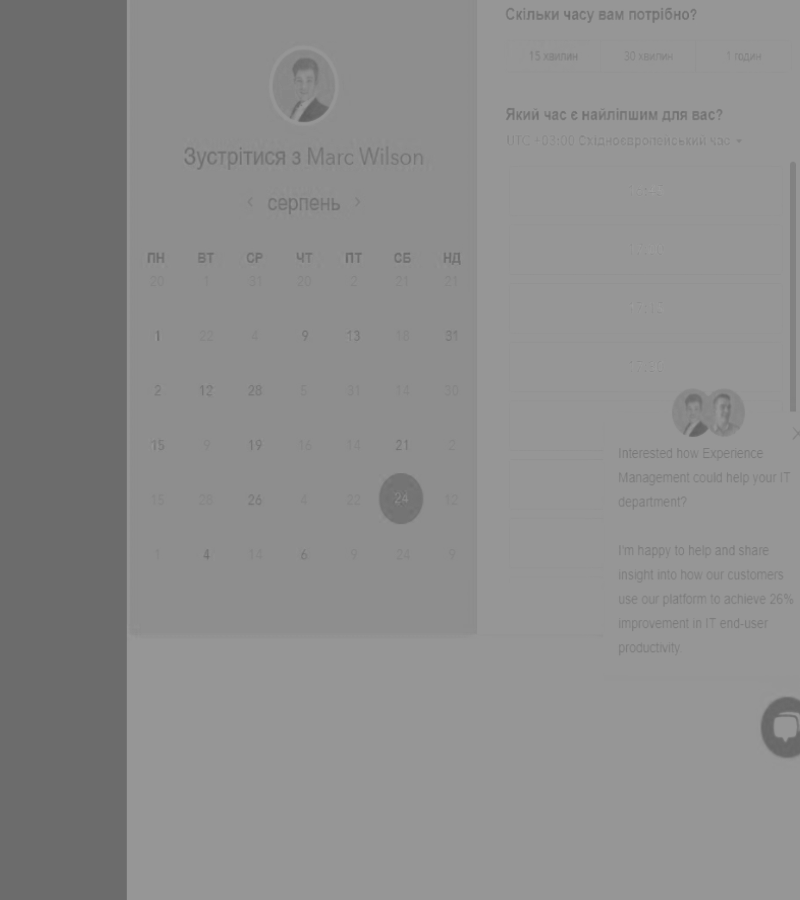 Зустрітися з Marc Wilson
серпень
ПН ВТ СР ЧТ ПТ СБ НД
20 1 31 20 2 21 21
1 22 4 9 13 18 31
2 12 28 5 31 14 30
15 9 19 16 14 21 2
15 28 26 4 22 24 12
1 4 14 6 9 24 9
Скільки часу вам потрібно?
15 хвилин 30 хвилин 1 годин
Який час є найліпшим для вас?
UTC +03:00 Східноєвропейський час
Interested how Experience
Management could help your IT
department?
I'm happy to help and share
insight into how our customers
use our platform to achieve 26%
improvement in IT end-user
productivity.